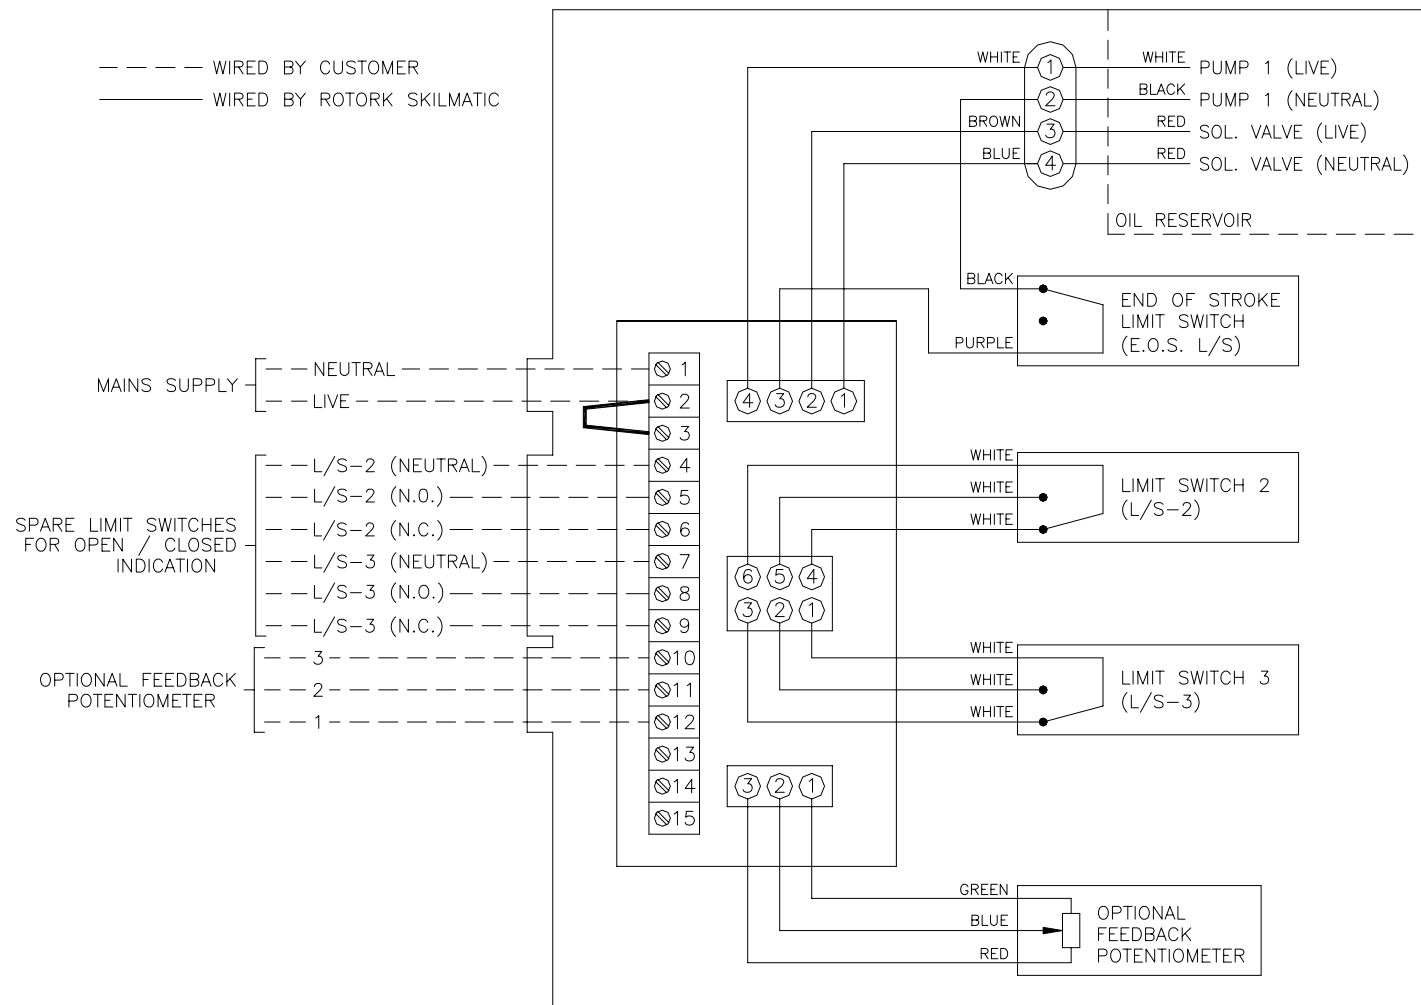 WIRED BY CUSTOMER
WIRED BY ROTORK SKILMATIC
WHITE 1 WHITE PUMP 1 (LIVE)
2 BLACK PUMP 1 (NEUTRAL)
BROWN 3 RED SOL. VALVE (LIVE)
BLUE 4 RED SOL. VALVE (NEUTRAL)
OIL RESERVOIR
BLACK
PURPLE
END OF STROKE
LIMIT SWITCH
(E.O.S. L/S)
MAINS SUPPLY
NEUTRAL 1
LIVE 2
3
4 3 2 1
SPARE LIMIT SWITCHES
FOR OPEN / CLOSED
INDICATION
L/S-2 (NEUTRAL) 4
L/S-2 (N.O.) 5
L/S-2 (N.C.) 6
L/S-3 (NEUTRAL) 7
L/S-3 (N.O.) 8
L/S-3 (N.C.) 9
WHITE
WHITE
WHITE
LIMIT SWITCH 2
(L/S-2)
6 5 4
3 2 1
OPTIONAL FEEDBACK
POTENTIOMETER
3 10
2 11
1 12
13
14
15
WHITE
WHITE
WHITE
LIMIT SWITCH 3
(L/S-3)
3 2 1
GREEN
BLUE
RED
OPTIONAL
FEEDBACK
POTENTIOMETER